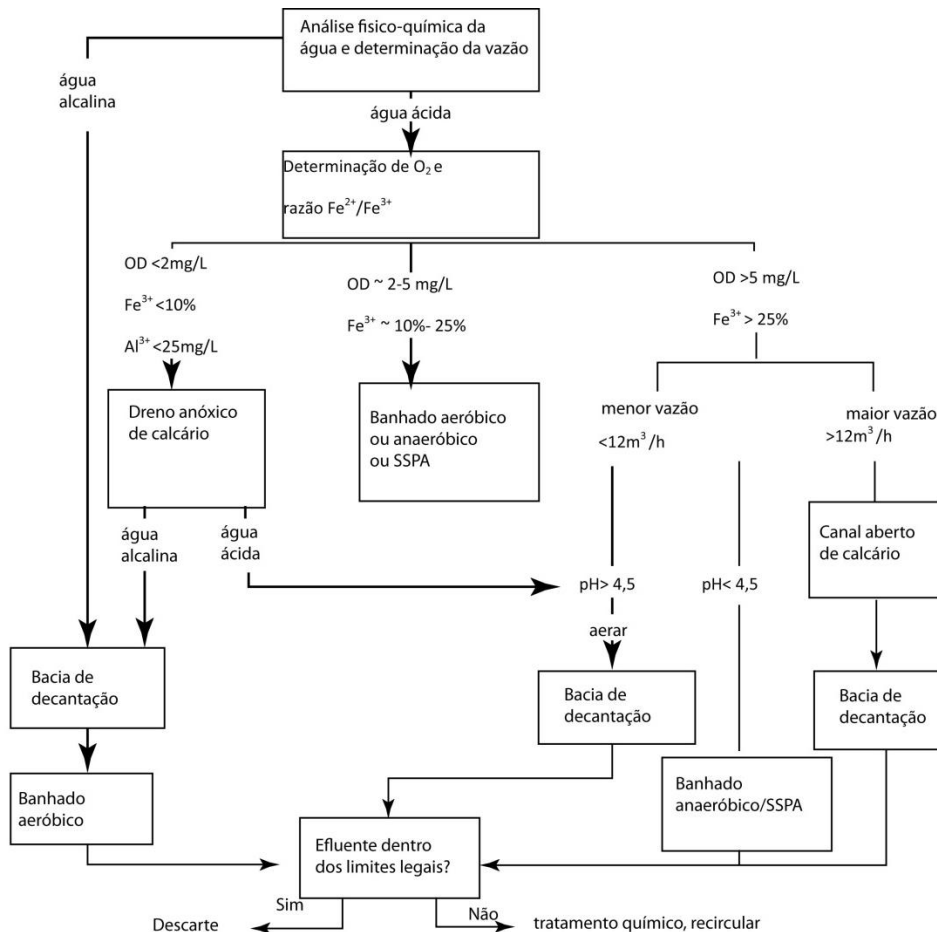 Análise fisico-química da
água e determinação da vazão
água
alcalina
água ácida
Determinação de O₂ e
razão Fe²⁺/Fe³⁺
OD <2mg/L
Fe³⁺ <10%
Al³⁺ <25mg/L
OD ~ 2-5 mg/L
Fe³⁺ ~ 10%- 25%
OD >5 mg/L
Fe³⁺ > 25%
Dreno anóxico
de calcário
Banhado aeróbico
ou anaeróbico
ou SSPA
menor vazão
<12m³/h
maior vazão
>12m³/h
água
alcalina
água
ácida
Canal aberto
de calcário
pH> 4,5
pH< 4,5
aerar
Bacia de
decantação
Bacia de
decantação
Bacia de
decantação
Banhado
aeróbico
Banhado
anaeróbico/SSPA
Efluente dentro
dos limites legais?
Sim
Não
Descarte
tratamento químico, recircular